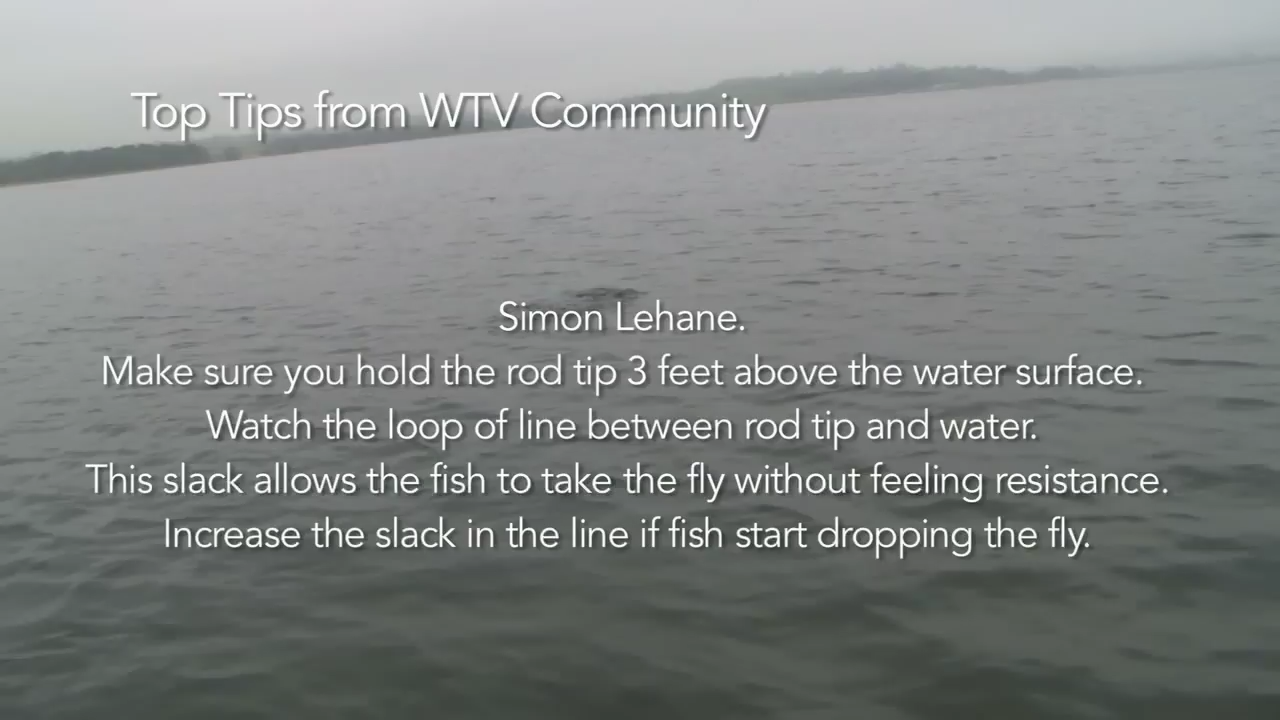 Top Tips from WTV Community
Simon Lehane.
Make sure you hold the rod tip 3 feet above the water surface.
Watch the loop of line between rod tip and water.
This slack allows the fish to take the fly without feeling resistance.
Increase the slack in the line if fish start dropping the fly.